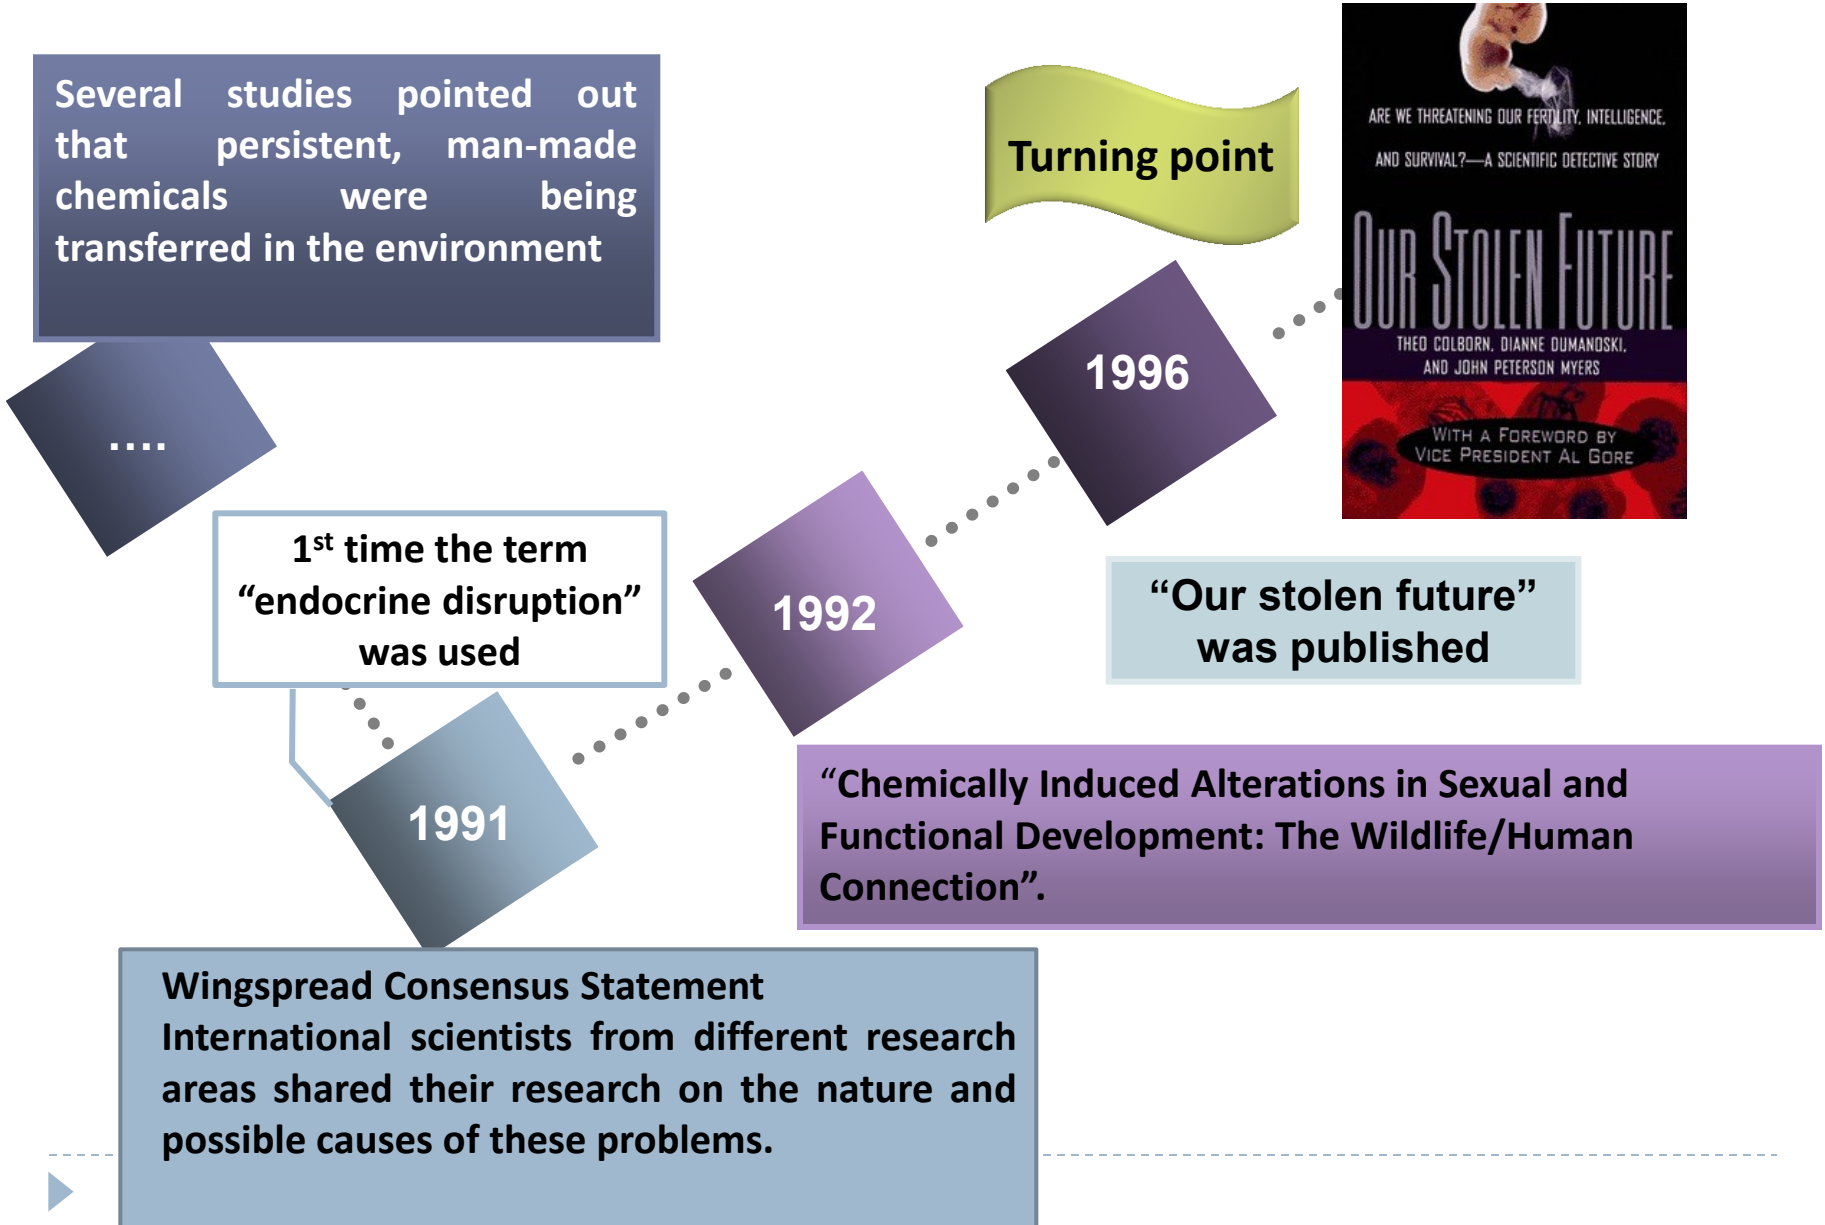 Several studies pointed out
that persistent, man-made
chemicals were being
transferred in the environment
....
1st time the term
“endocrine disruption”
was used
1991
Wingspread Consensus Statement
International scientists from different research
areas shared their research on the nature and
possible causes of these problems.
1992
“Chemically Induced Alterations in Sexual and
Functional Development: The Wildlife/Human
Connection”.
Turning point
1996
“Our stolen future”
was published
ARE WE THREATENING OUR FERTILITY, INTELLIGENCE,
AND SURVIVAL?—A SCIENTIFIC DETECTIVE STORY
OUR STOLEN FUTURE
THEO COLBORN, DIANNE DUMANOSKI,
AND JOHN PETERSON MYERS
WITH A FOREWORD BY
VICE PRESIDENT AL GORE